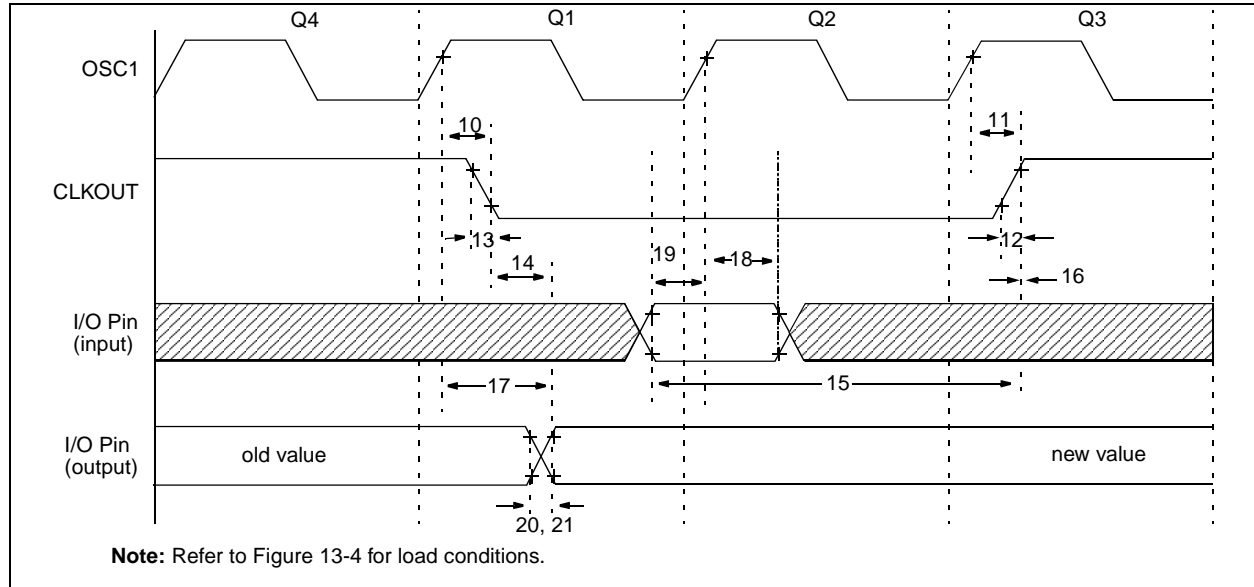 Q4 Q1 Q2 Q3
OSC1
10 11
CLKOUT
13 12
14 19 18 16
I/O Pin
(input)
17 15
I/O Pin
(output)
old value new value
20, 21
Note: Refer to Figure 13-4 for load conditions.